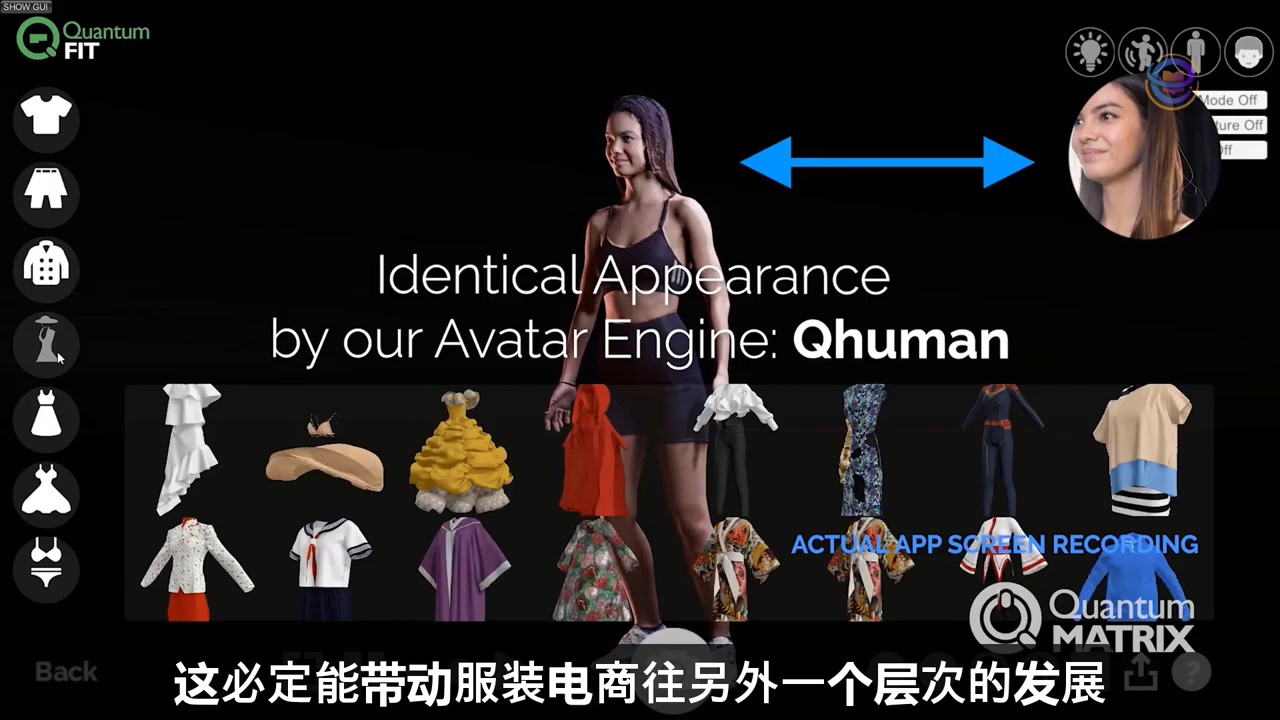 SHOW GUI
Quantum
FIT
Mode Off
ture Off
Off
Identical Appearance
by our Avatar Engine: Qhuman
ACTUAL APP SCREEN RECORDING
Quantum
MATRIX
Back
?
这必定能带动服装电商往另外一个层次的发展